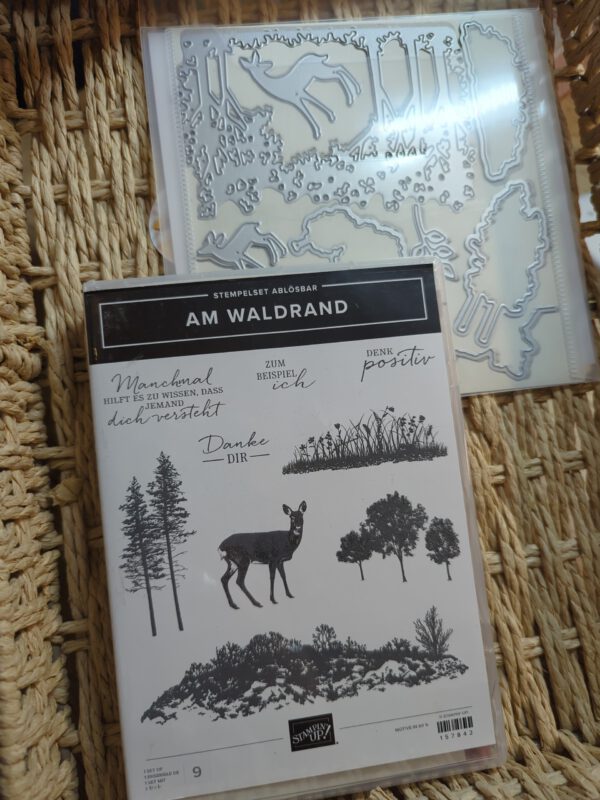 STEMPELSET ABLÖSBAR
AM WALDRAND
Manchmal
HILFT ES ZU WISSEN, DASS
JEMAND
dich versteht
ZUM
BEISPIEL
ich
DENK
positiv
Danke
DIR
STAMPIN' UP!
157842
9